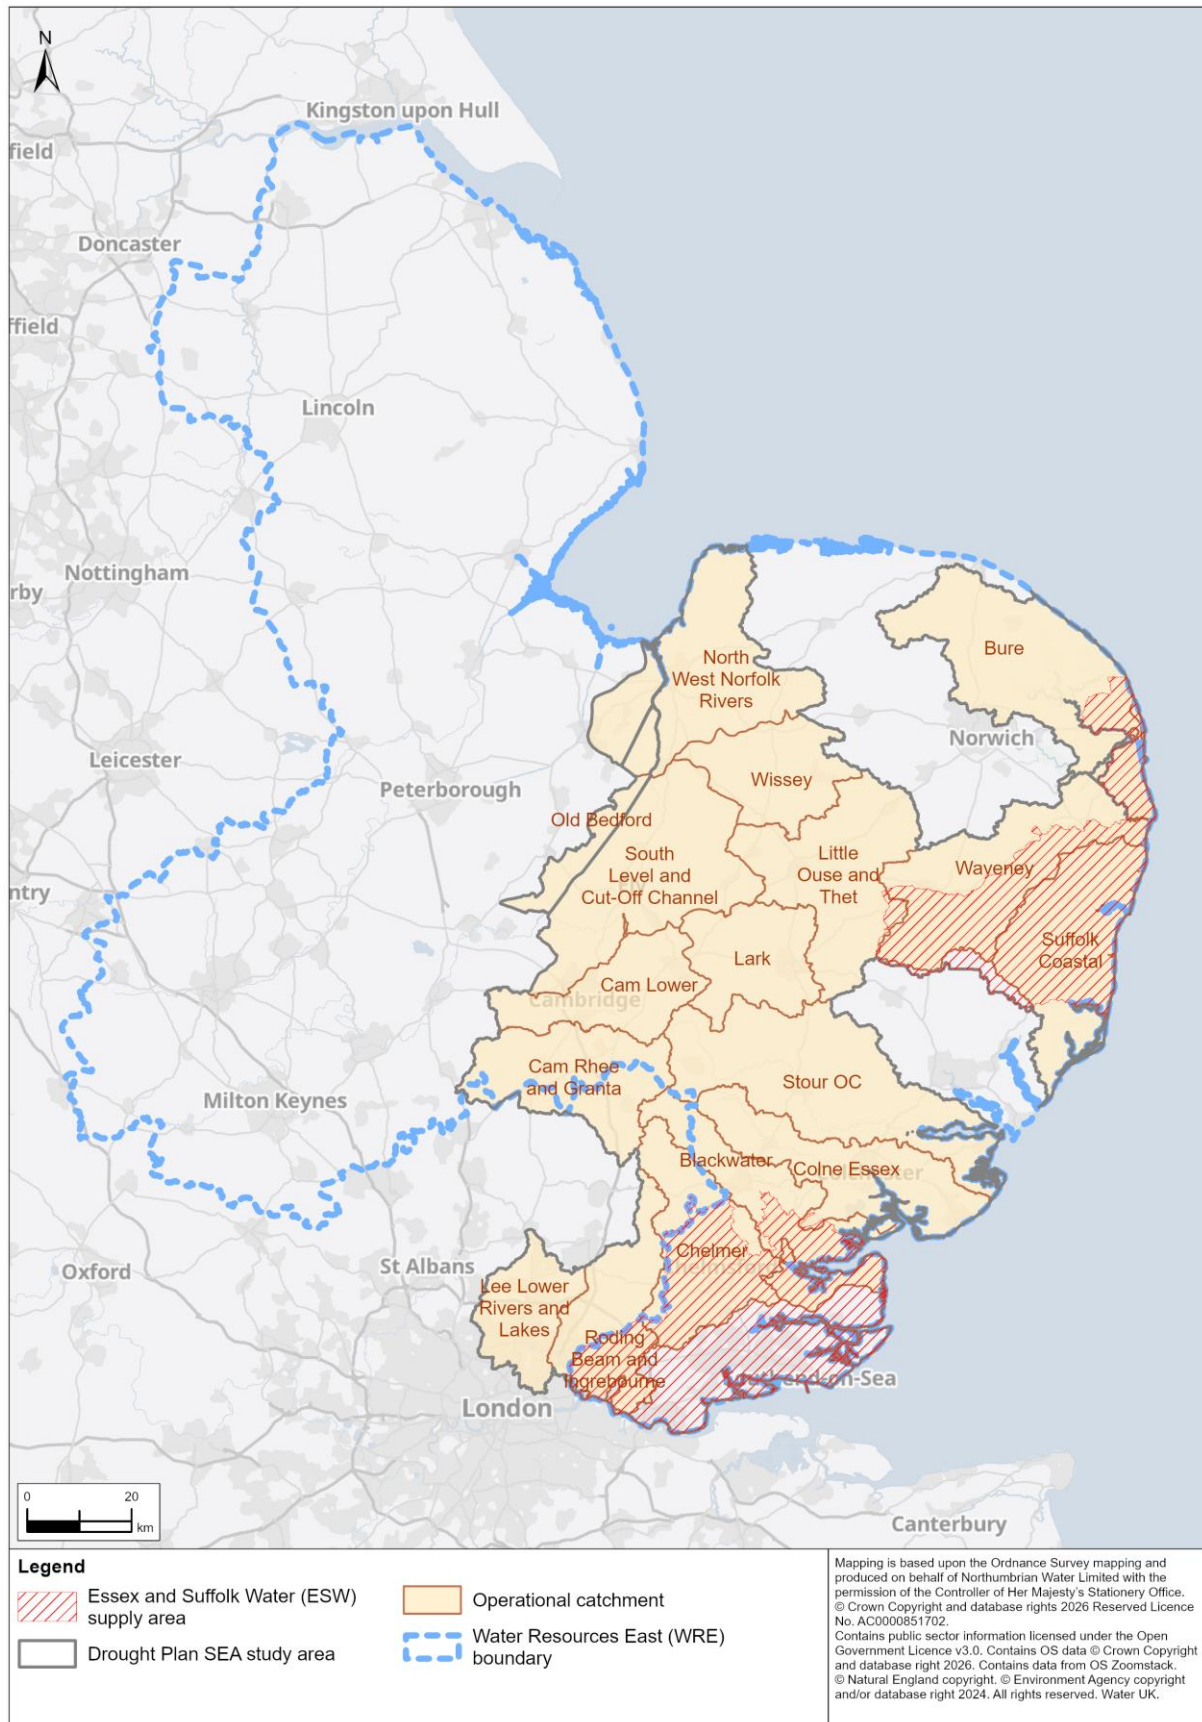 N
Kingston upon Hull
field
Doncaster
ffield
Lincoln
Nottingham
rby
Bure
North
West Norfolk
Rivers
Norwich
Leicester
Wissey
Peterborough
Old Bedford
South
Level and
Cut-Off Channel
Little
Ouse and
Thet
Waveney
ntry
Suffolk
Coastal
Lark
Cam Lower
Cambridge
Cam Rhee
and Granta
Stour OC
Milton Keynes
Blackwater
Colne Essex
Chelmer
Oxford
St Albans
Lee Lower
Rivers and
Lakes
Roding
Beam and
Ingrebourne
on-Sea
London
0 20
km
Canterbury
Legend
Essex and Suffolk Water (ESW)
supply area
Drought Plan SEA study area
Operational catchment
Water Resources East (WRE)
boundary
Mapping is based upon the Ordnance Survey mapping and
produced on behalf of Northumbrian Water Limited with the
permission of the Controller of Her Majesty's Stationery Office.
© Crown Copyright and database rights 2026 Reserved Licence
No. AC0000851702.
Contains public sector information licensed under the Open
Government Licence v3.0. Contains OS data © Crown Copyright
and database right 2026. Contains data from OS Zoomstack.
© Natural England copyright. © Environment Agency copyright
and/or database right 2024. All rights reserved. Water UK.